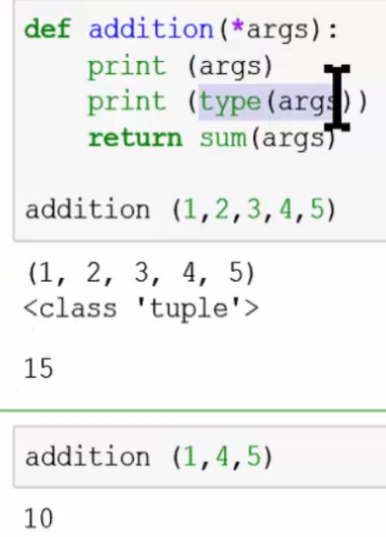 def addition(*args):
    print (args)
    print (type(args))
    return sum(args)
addition (1,2,3,4,5)
(1, 2, 3, 4, 5)
<class 'tuple'>
15
addition (1,4,5)
10